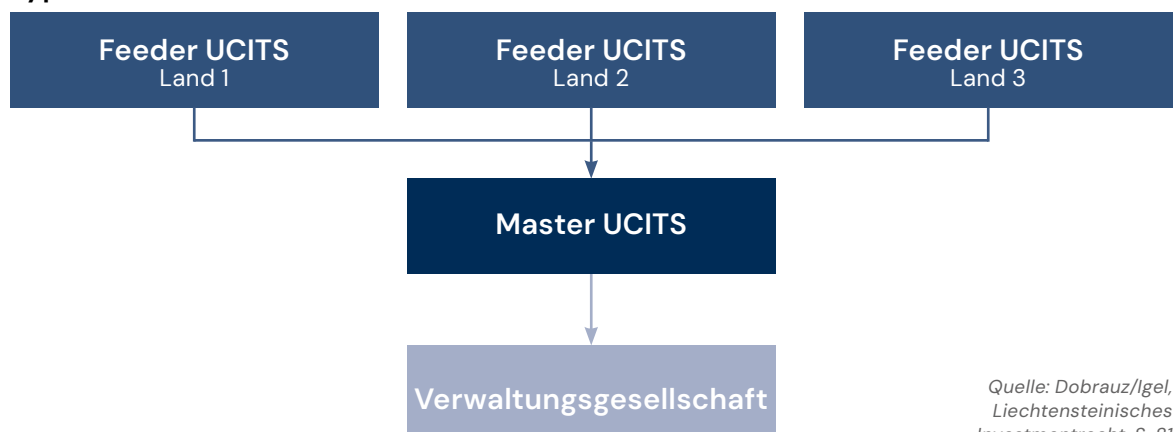 Feeder UCITS
Land 1
Feeder UCITS
Land 2
Feeder UCITS
Land 3
Master UCITS
Verwaltungsgesellschaft
Quelle: Dobrauz/Igel,
Liechtensteinisches